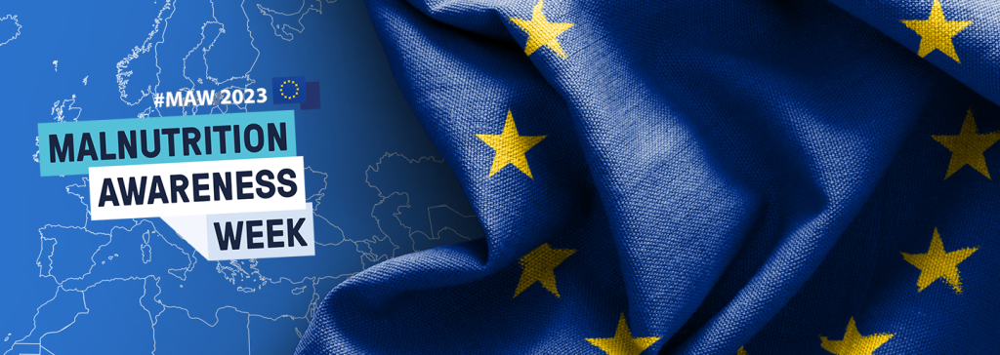 #MAW 2023
MALNUTRITION
AWARENESS
WEEK